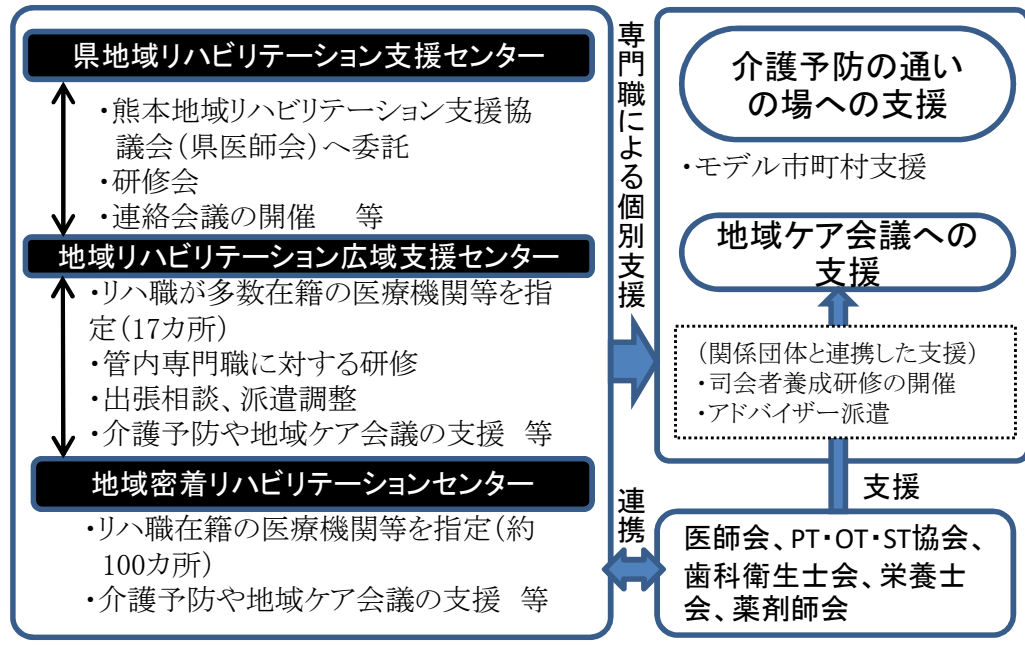 県地域リハビリテーション支援センター
・熊本地域リハビリテーション支援協
議会(県医師会)へ委託
・研修会
・連絡会議の開催　等
地域リハビリテーション広域支援センター
・リハ職が多数在籍の医療機関等を指
定(17カ所)
・管内専門職に対する研修
・出張相談、派遣調整
・介護予防や地域ケア会議の支援　等
地域密着リハビリテーションセンター
・リハ職在籍の医療機関等を指定(約
100カ所)
・介護予防や地域ケア会議の支援　等
専門職による個別支援
連携
介護予防の通い
の場への支援
・モデル市町村支援
地域ケア会議への
支援
(関係団体と連携した支援)
・司会者養成研修の開催
・アドバイザー派遣
支援
医師会、PT・OT・ST協会、
歯科衛生士会、栄養士
会、薬剤師会